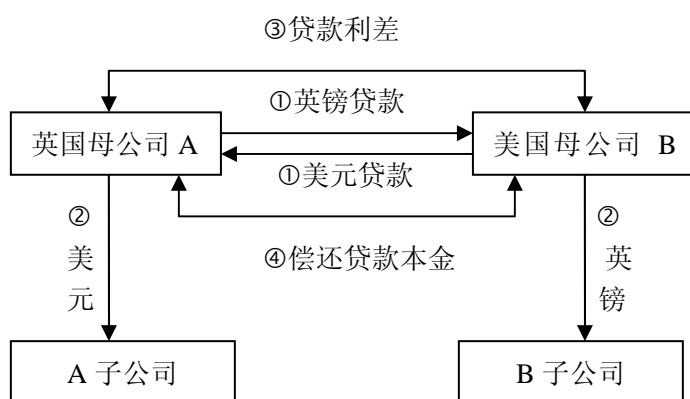 ③贷款利差
①英镑贷款
英国母公司 A
美国母公司 B
①美元贷款
②
美
元
②
英
镑
④偿还贷款本金
A 子公司
B 子公司